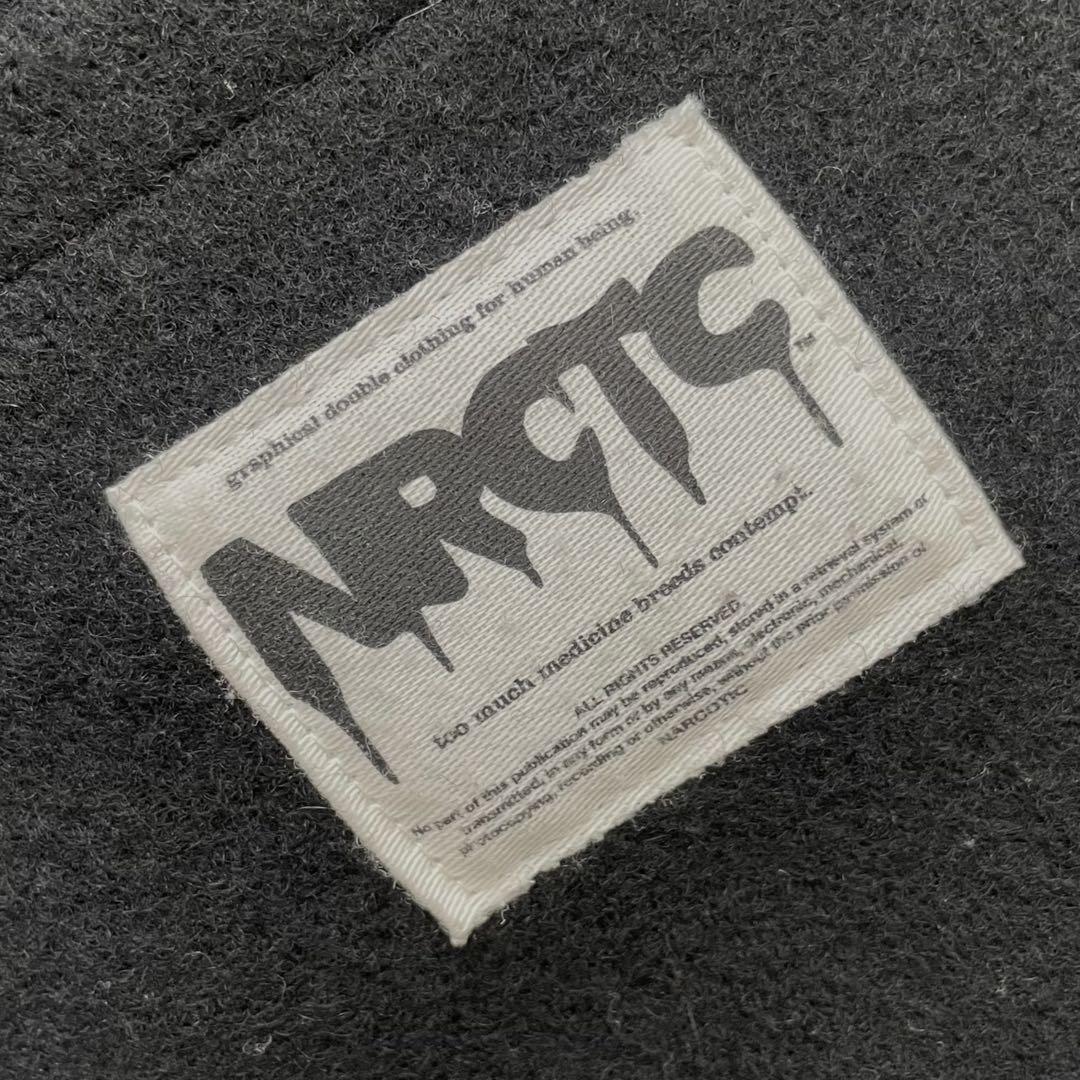 graphical double clothing for human being.
NRCTC™
too much medicine breeds contempt.
ALL RIGHTS RESERVED
No part of this publication may be reproduced, stored in a retrieval system or
transmitted, in any form or by any means, electronic, mechanical,
recording or otherwise, without the prior permission of
NARCOTIC